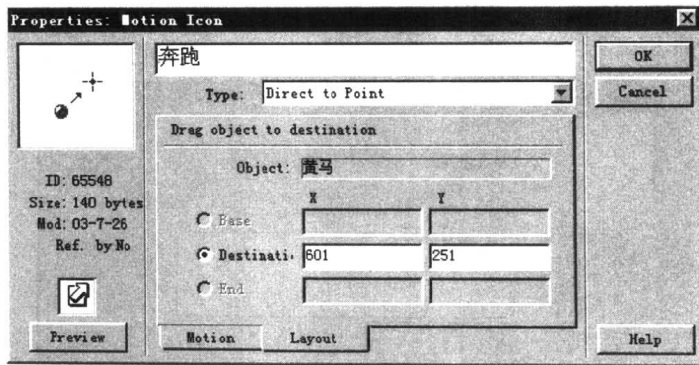 Properties: Motion Icon
奔跑
OK
Type: Direct to Point
Cancel
Drag object to destination
Object: 黄马
ID: 65548
Size: 140 bytes
Mod: 03-7-26
Ref. by No
X Y
Base
Destinati 601 251
End
Preview
Motion Layout
Help